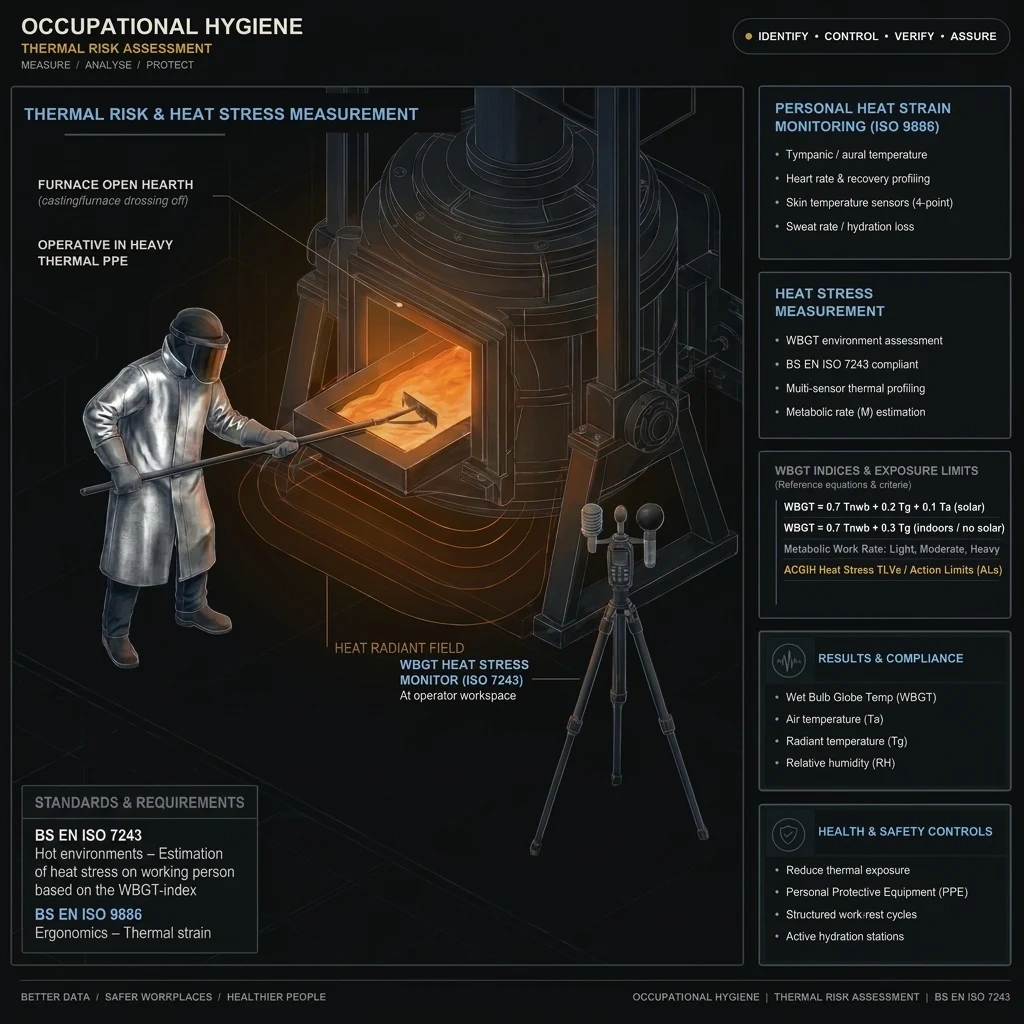 OCCUPATIONAL HYGIENE
THERMAL RISK ASSESSMENT
MEASURE / ANALYSE / PROTECT
IDENTIFY • CONTROL • VERIFY • ASSURE
THERMAL RISK & HEAT STRESS MEASUREMENT
FURNACE OPEN HEARTH
(casting/furnace drossing off)
OPERATIVE IN HEAVY
THERMAL PPE
HEAT RADIANT FIELD
WBGT HEAT STRESS
MONITOR (ISO 7243)
At operator workspace
STANDARDS & REQUIREMENTS
BS EN ISO 7243
Hot environments – Estimation
of heat stress on working person
based on the WBGT-index
BS EN ISO 9886
Ergonomics – Thermal strain
PERSONAL HEAT STRAIN
MONITORING (ISO 9886)
• Tympanic / aural temperature
• Heart rate & recovery profiling
• Skin temperature sensors (4-point)
• Sweat rate / hydration loss
HEAT STRESS
MEASUREMENT
• WBGT environment assessment
• BS EN ISO 7243 compliant
• Multi-sensor thermal profiling
• Metabolic rate (M) estimation
WBGT INDICES & EXPOSURE LIMITS
(Reference equations & criterie)
WBGT = 0.7 Tnwb + 0.2 Tg + 0.1 Ta (solar)
WBGT = 0.7 Tnwb + 0.3 Tg (indoors / no solar)
Metabolic Work Rate: Light, Moderate, Heavy
ACGIH Heat Stress TLVe / Action Limits (ALs)
RESULTS & COMPLIANCE
• Wet Bulb Globe Temp (WBGT)
• Air temperature (Ta)
• Radiant temperature (Tg)
• Relative humidity (RH)
HEALTH & SAFETY CONTROLS
• Reduce thermal exposure
• Personal Protective Equipment (PPE)
• Structured work-rest cycles
• Active hydration stations
BETTER DATA / SAFER WORKPLACES / HEALTHIER PEOPLE
OCCUPATIONAL HYGIENE | THERMAL RISK ASSESSMENT | BS EN ISO 7243